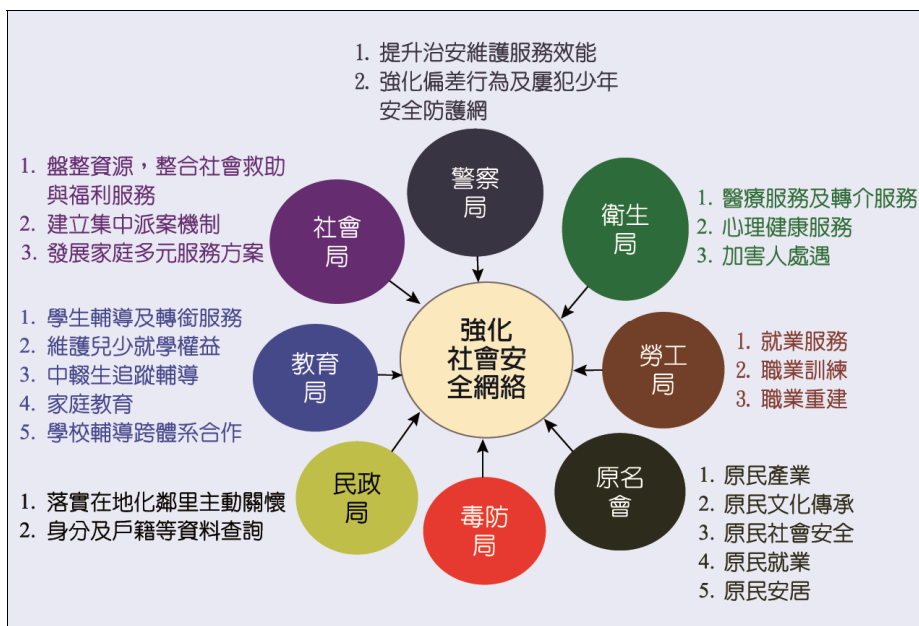 1. 提升治安維護服務效能
2. 強化偏差行為及屢犯少年
安全防護網
警察
局
1. 盤整資源，整合社會救助
與福利服務
2. 建立集中派案機制
3. 發展家庭多元服務方案
社會
局
衛生
局
1. 醫療服務及轉介服務
2. 心理健康服務
3. 加害人處遇
強化
社會安
全網絡
1. 學生輔導及轉銜服務
2. 維護兒少就學權益
3. 中輟生追蹤輔導
4. 家庭教育
5. 學校輔導跨體系合作
教育
局
勞工
局
1. 就業服務
2. 職業訓練
3. 職業重建
1. 落實在地化鄰里主動關懷
2. 身分及戶籍等資料查詢
民政
局
毒防
局
原名
會
1. 原民產業
2. 原民文化傳承
3. 原民社會安全
4. 原民就業
5. 原民安居